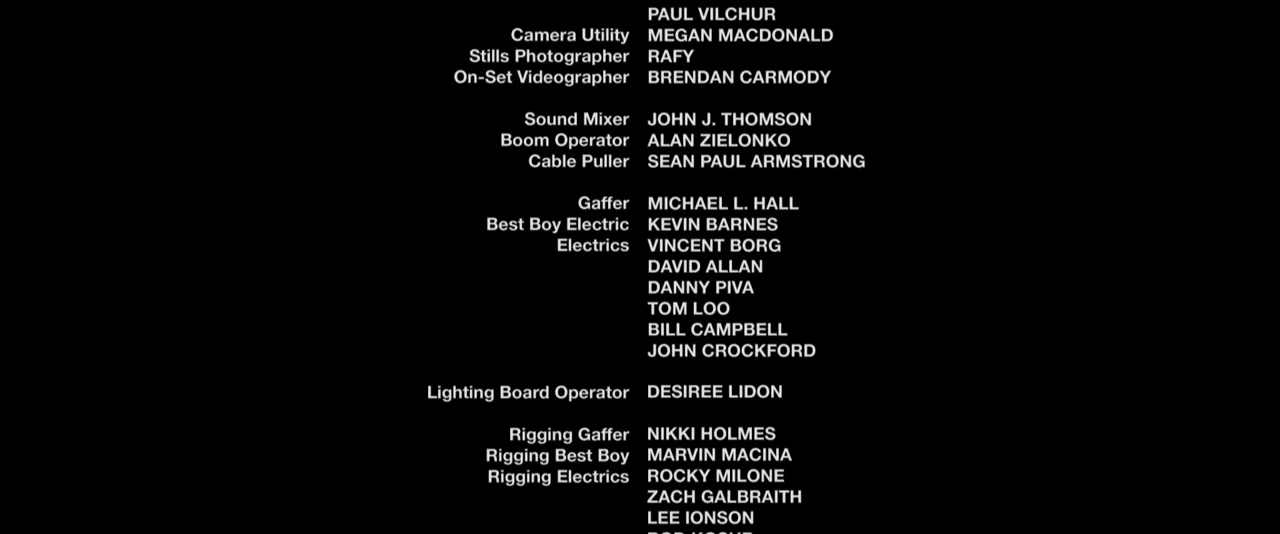 PAUL VILCHUR
Camera Utility MEGAN MACDONALD
Stills Photographer RAFY
On-Set Videographer BRENDAN CARMODY
Sound Mixer JOHN J. THOMSON
Boom Operator ALAN ZIELONKO
Cable Puller SEAN PAUL ARMSTRONG
Gaffer MICHAEL L. HALL
Best Boy Electric KEVIN BARNES
Electrics VINCENT BORG
DAVID ALLAN
DANNY PIVA
TOM LOO
BILL CAMPBELL
JOHN CROCKFORD
Lighting Board Operator DESIREE LIDON
Rigging Gaffer NIKKI HOLMES
Rigging Best Boy MARVIN MACINA
Rigging Electrics ROCKY MILONE
ZACH GALBRAITH
LEE IONSON